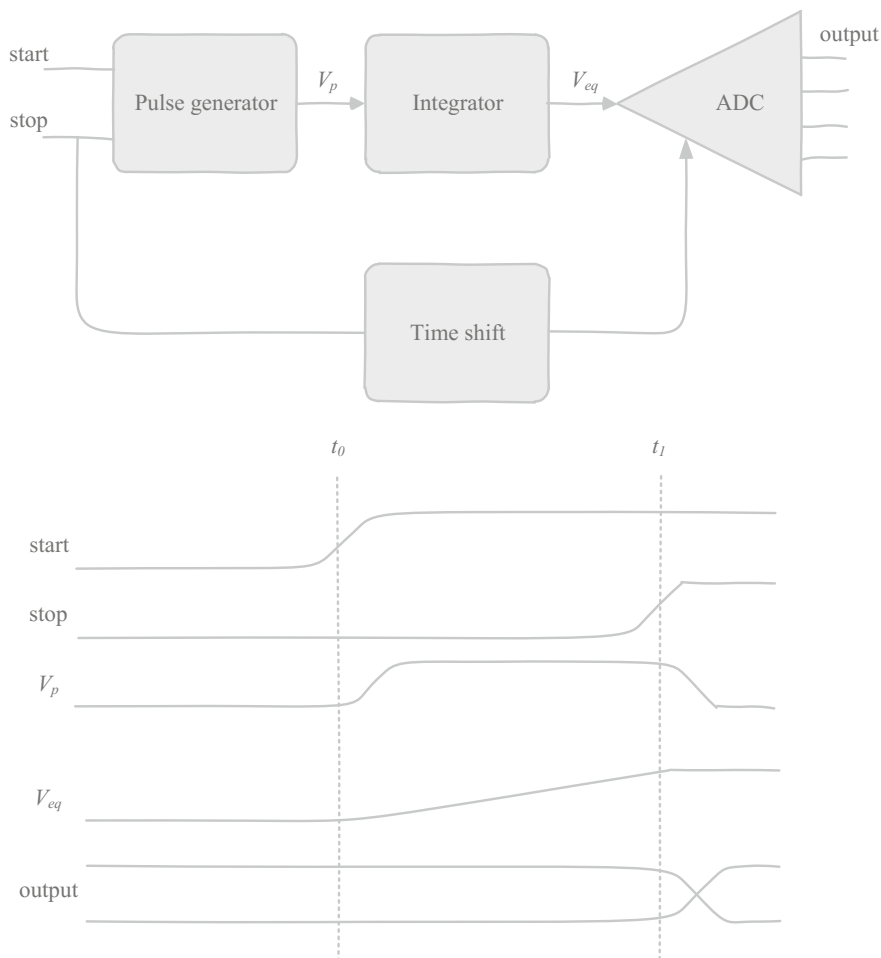 output
start
V_p
V_eq
Pulse generator
Integrator
ADC
stop
Time shift
t_0
t_1
start
stop
V_p
V_eq
output